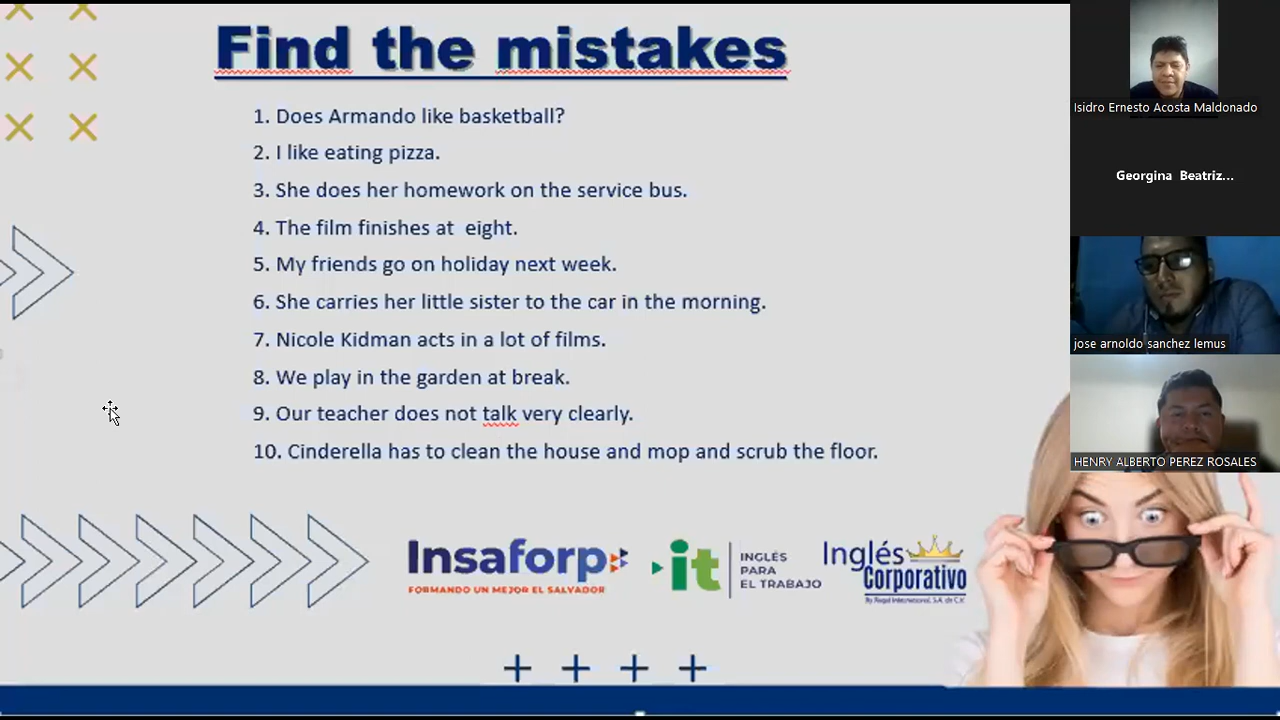 Find the mistakes
1. Does Armando like basketball?
2. I like eating pizza.
3. She does her homework on the service bus.
4. The film finishes at  eight.
5. My friends go on holiday next week.
6. She carries her little sister to the car in the morning.
7. Nicole Kidman acts in a lot of films.
8. We play in the garden at break.
9. Our teacher does not talk very clearly.
10. Cinderella has to clean the house and mop and scrub the floor.
Insaforp
FORMANDO UN MEJOR EL SALVADOR
it
INGLÉS
PARA
EL TRABAJO
Inglés
Corporativo
Isidro Ernesto Acosta Maldonado
Georgina Beatriz...
jose arnoldo sanchez lemus
HENRY ALBERTO PEREZ ROSALES